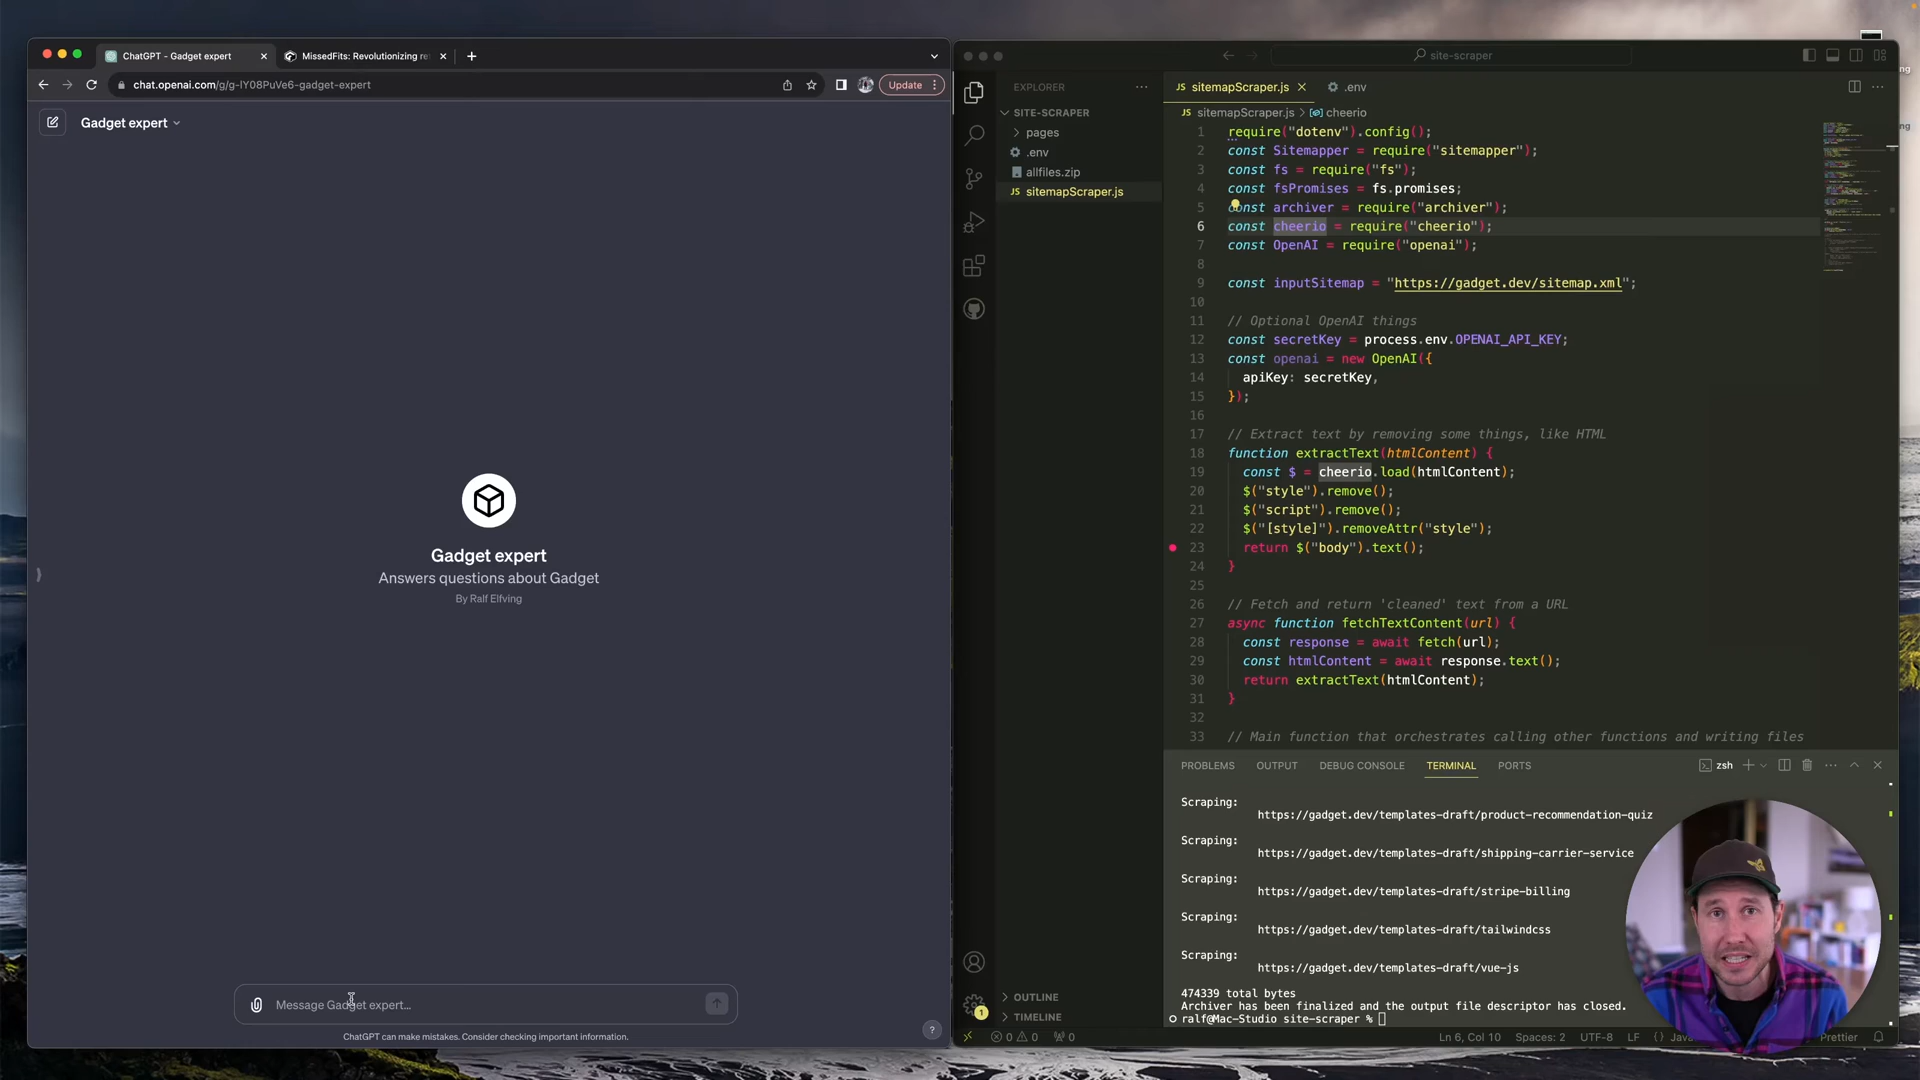 ChatGPT - Gadget expert
MissedFits: Revolutionizing re
chat.openai.com/g/g-lY08PuVe6-gadget-expert
Update
Gadget expert
Gadget expert
Answers questions about Gadget
By Ralf Elfving
Message Gadget expert...
ChatGPT can make mistakes. Consider checking important information.
?
site-scraper
EXPLORER
SITE-SCRAPER
pages
.env
allfiles.zip
JS sitemapScraper.js
OUTLINE
TIMELINE
1
JS sitemapScraper.js
.env
JS sitemapScraper.js > cheerio
1 require("dotenv").config();
2 const Sitemapper = require("sitemapper");
3 const fs = require("fs");
4 const fsPromises = fs.promises;
5 const archiver = require("archiver");
6 const cheerio = require("cheerio");
7 const OpenAI = require("openai");
8
9 const inputSitemap = "https://gadget.dev/sitemap.xml";
10
11 // Optional OpenAI things
12 const secretKey = process.env.OPENAI_API_KEY;
13 const openai = new OpenAI({
14 apiKey: secretKey,
15 });
16
17 // Extract text by removing some things, like HTML
18 function extractText(htmlContent) {
19 const $ = cheerio.load(htmlContent);
20 $("style").remove();
21 $("script").remove();
22 $("[style]").removeAttr("style");
23 return $("body").text();
24 }
25
26 // Fetch and return 'cleaned' text from a URL
27 async function fetchTextContent(url) {
28 const response = await fetch(url);
29 const htmlContent = await response.text();
30 return extractText(htmlContent);
31 }
32
33 // Main function that orchestrates calling other functions and writing files
PROBLEMS OUTPUT DEBUG CONSOLE TERMINAL PORTS
zsh
Scraping:
https://gadget.dev/templates-draft/product-recommendation-quiz
Scraping:
https://gadget.dev/templates-draft/shipping-carrier-service
Scraping:
https://gadget.dev/templates-draft/stripe-billing
Scraping:
https://gadget.dev/templates-draft/tailwindcss
Scraping:
https://gadget.dev/templates-draft/vue-js
474339 total bytes
Archiver has been finalized and the output file descriptor has closed.
ralf@Mac-Studio site-scraper %
0 0 0 Ln 6, Col 10 Spaces: 2 UTF-8 LF {} Prettier